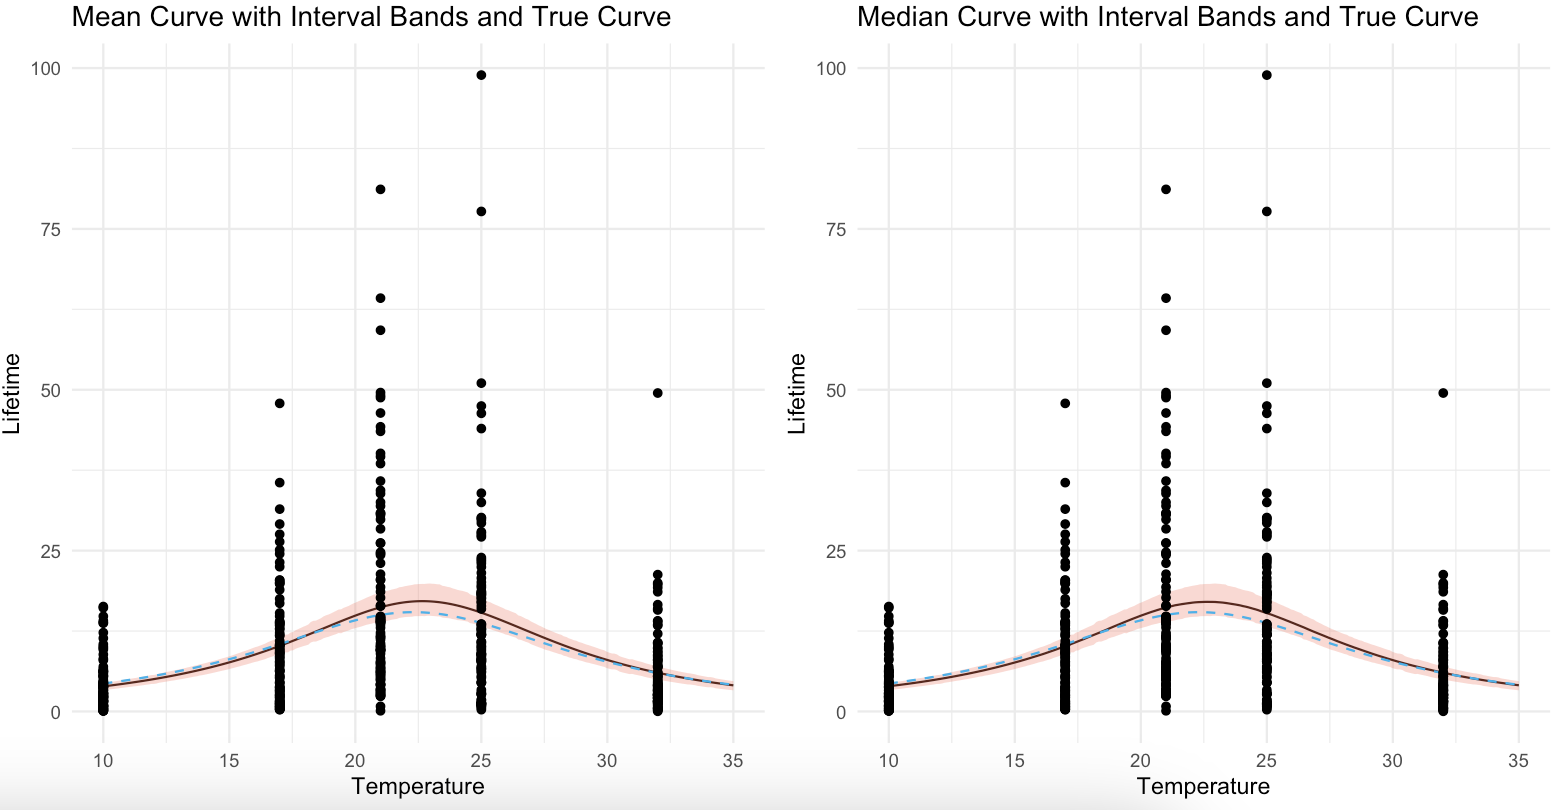 Mean Curve with Interval Bands and True Curve
100
75
50
25
0
Lifetime
10 15 20 25 30 35
Temperature
Median Curve with Interval Bands and True Curve
100
75
50
25
0
Lifetime
10 15 20 25 30 35
Temperature